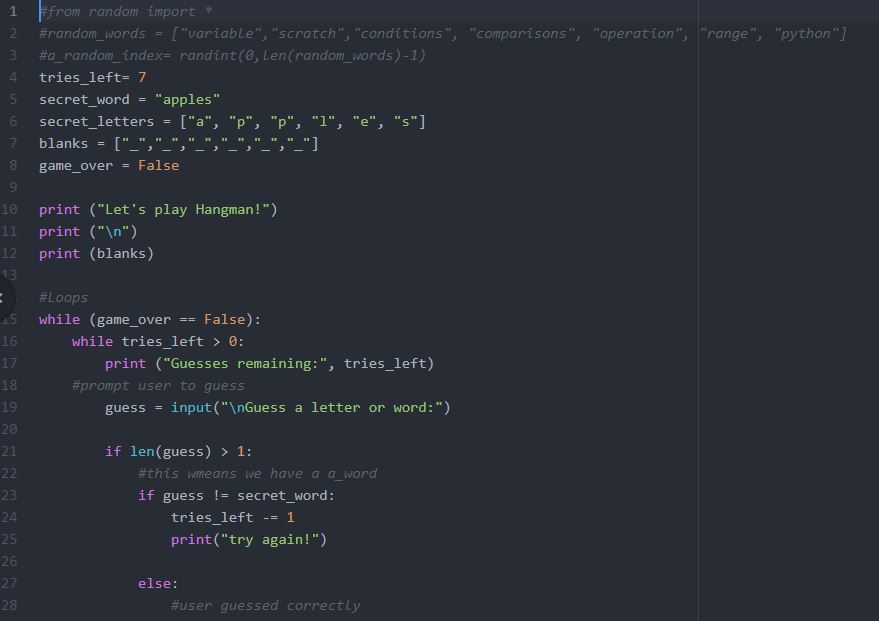 1 #from random import *
2 #random_words = ["variable","scratch","conditions", "comparisons", "operation", "range", "python"]
3 #a_random_index= randint(0,len(random_words)-1)
4 tries_left= 7
5 secret_word = "apples"
6 secret_letters = ["a", "p", "p", "l", "e", "s"]
7 blanks = ["_","_","_","_","_","_"]
8 game_over = False
9
10 print ("Let's play Hangman!")
11 print ("\n")
12 print (blanks)
13
#Loops
15 while (game_over == False):
16     while tries_left > 0:
17         print ("Guesses remaining:", tries_left)
18     #prompt user to guess
19         guess = input("\nGuess a letter or word:")
20
21         if len(guess) > 1:
22             #this wmeans we have a a_word
23             if guess != secret_word:
24                 tries_left -= 1
25                 print("try again!")
26
27             else:
28                 #user guessed correctly